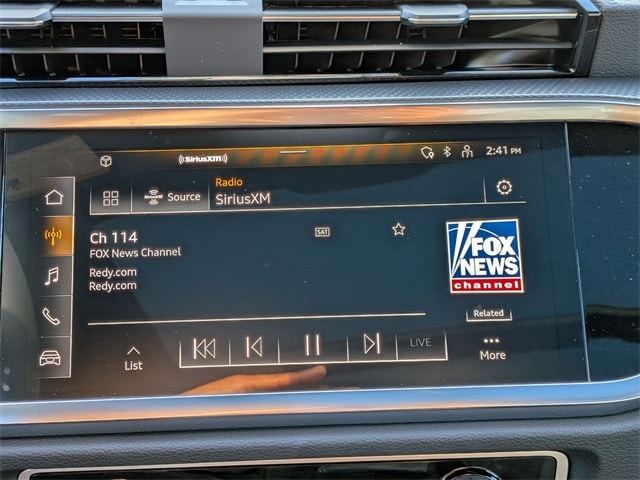 ((SiriusXM))
2:41 PM
Source
Radio
SiriusXM
Ch 114
SAT
FOX News Channel
Redy.com
Redy.com
FOX
NEWS
channel
Related
LIVE
List
More